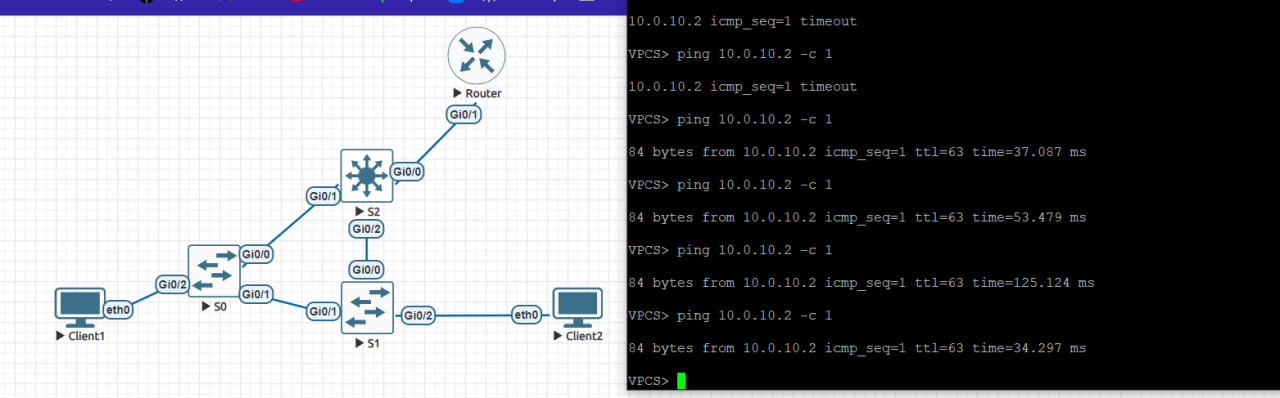 Router
Gi0/1
Gi0/0
Gi0/1
S2
Gi0/2
Gi0/0
Gi0/0
Gi0/2
Gi0/1
S0
eth0
Client1
Gi0/1
Gi0/2
S1
eth0
Client2
10.0.10.2 icmp_seq=1 timeout
VPCS> ping 10.0.10.2 -c 1
10.0.10.2 icmp_seq=1 timeout
VPCS> ping 10.0.10.2 -c 1
84 bytes from 10.0.10.2 icmp_seq=1 ttl=63 time=37.087 ms
VPCS> ping 10.0.10.2 -c 1
84 bytes from 10.0.10.2 icmp_seq=1 ttl=63 time=53.479 ms
VPCS> ping 10.0.10.2 -c 1
84 bytes from 10.0.10.2 icmp_seq=1 ttl=63 time=125.124 ms
VPCS> ping 10.0.10.2 -c 1
84 bytes from 10.0.10.2 icmp_seq=1 ttl=63 time=34.297 ms
VPCS>